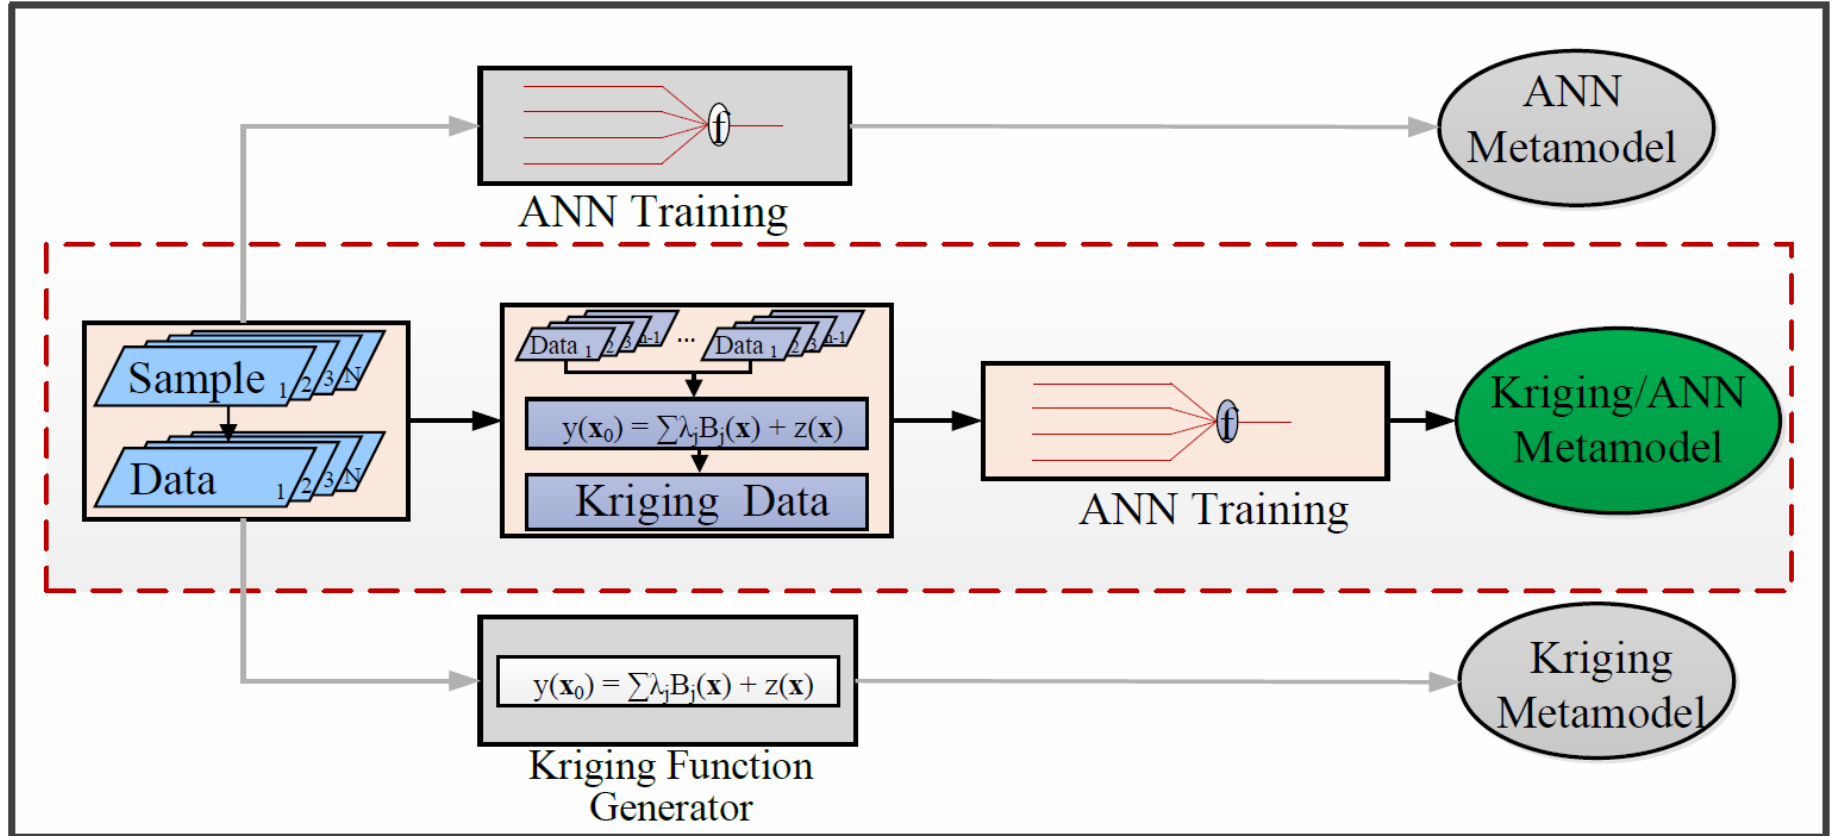 f
ANN Training
ANN
Metamodel
Sample 1 2 3 N
Data 1 2 3 N
Data 1 2 3 n-1 ... Data 1 2 3 n-1
y(x₀) = ∑λⱼBⱼ(x) + z(x)
Kriging Data
f
ANN Training
Kriging/ANN
Metamodel
y(x₀) = ∑λⱼBⱼ(x) + z(x)
Kriging Function
Generator
Kriging
Metamodel